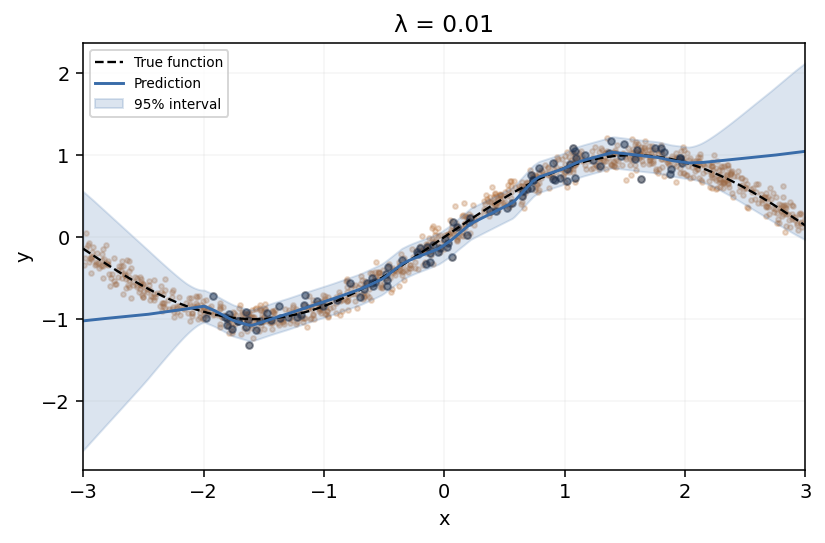 λ = 0.01
True function
Prediction
95% interval
y
2
1
0
−1
−2
−3 −2 −1 0 1 2 3
x